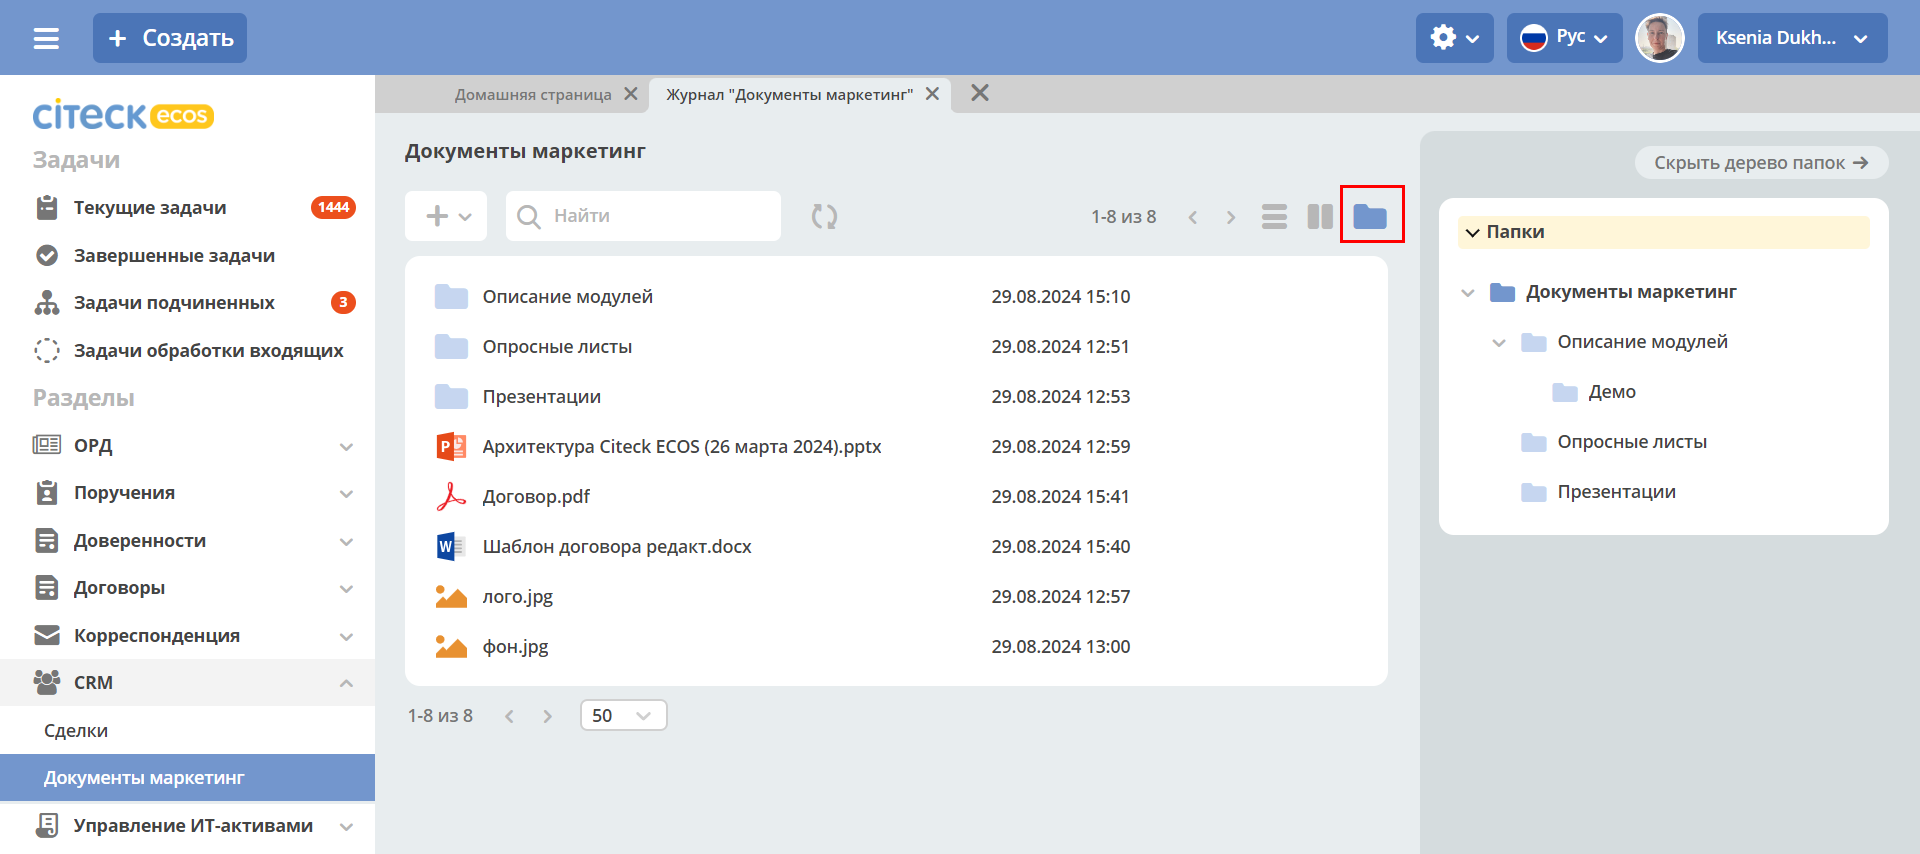 Создать
Рус
Ksenia Dukh...
citeck ecos
Домашняя страница
Журнал "Документы маркетинг"
Задачи
Текущие задачи 1444
Завершенные задачи
Задачи подчиненных 3
Задачи обработки входящих
Разделы
ОРД
Поручения
Доверенности
Договоры
Корреспонденция
CRM
Сделки
Документы маркетинг
Управление ИТ-активами
Документы маркетинг
Найти
1-8 из 8
Описание модулей 29.08.2024 15:10
Опросные листы 29.08.2024 12:51
Презентации 29.08.2024 12:53
Архитектура Citeck ECOS (26 марта 2024).pptx 29.08.2024 12:59
Договор.pdf 29.08.2024 15:41
Шаблон договора редакт.docx 29.08.2024 15:40
лого.jpg 29.08.2024 12:57
фон.jpg 29.08.2024 13:00
1-8 из 8
50
Скрыть дерево папок
Папки
Документы маркетинг
Описание модулей
Демо
Опросные листы
Презентации